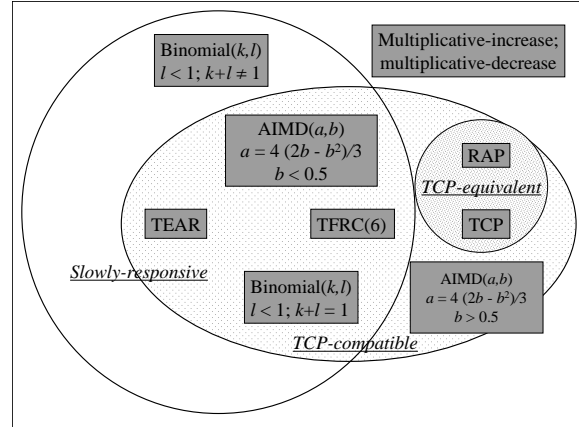 Binomial(k,l)
l < 1; k+l ≠ 1
Multiplicative-increase;
multiplicative-decrease
AIMD(a,b)
a = 4 (2b - b²)/3
b < 0.5
RAP
TCP-equivalent
TEAR
TFRC(6)
TCP
Slowly-responsive
Binomial(k,l)
l < 1; k+l = 1
AIMD(a,b)
a = 4 (2b - b²)/3
b > 0.5
TCP-compatible